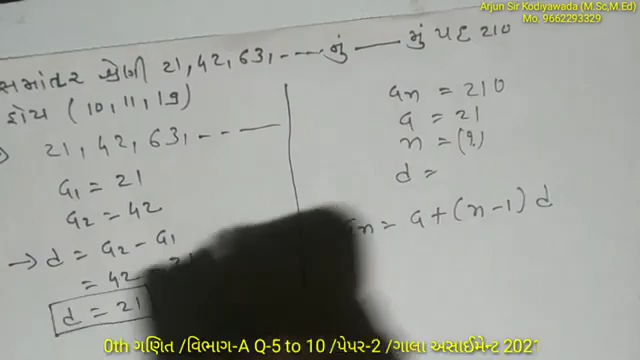 Arjun Sir Kodiyawada (M.Sc,M.Ed)
Mo. 9662293329
સમાંતર શ્રેણી 21, 42, 63, --- નું —— મું પદ 210
હોય (10, 11, 19)
21, 42, 63, ---
a1 = 21
a2 = 42
→ d = a2 - a1
= 42 - 21
d = 21
an = 210
a = 21
n = (?)
d =
an = a + (n-1) d
0th ગણિત /વિભાગ-A Q-5 to 10 /પેપર-2 /ગાલા અસાઈમેન્ટ 2021